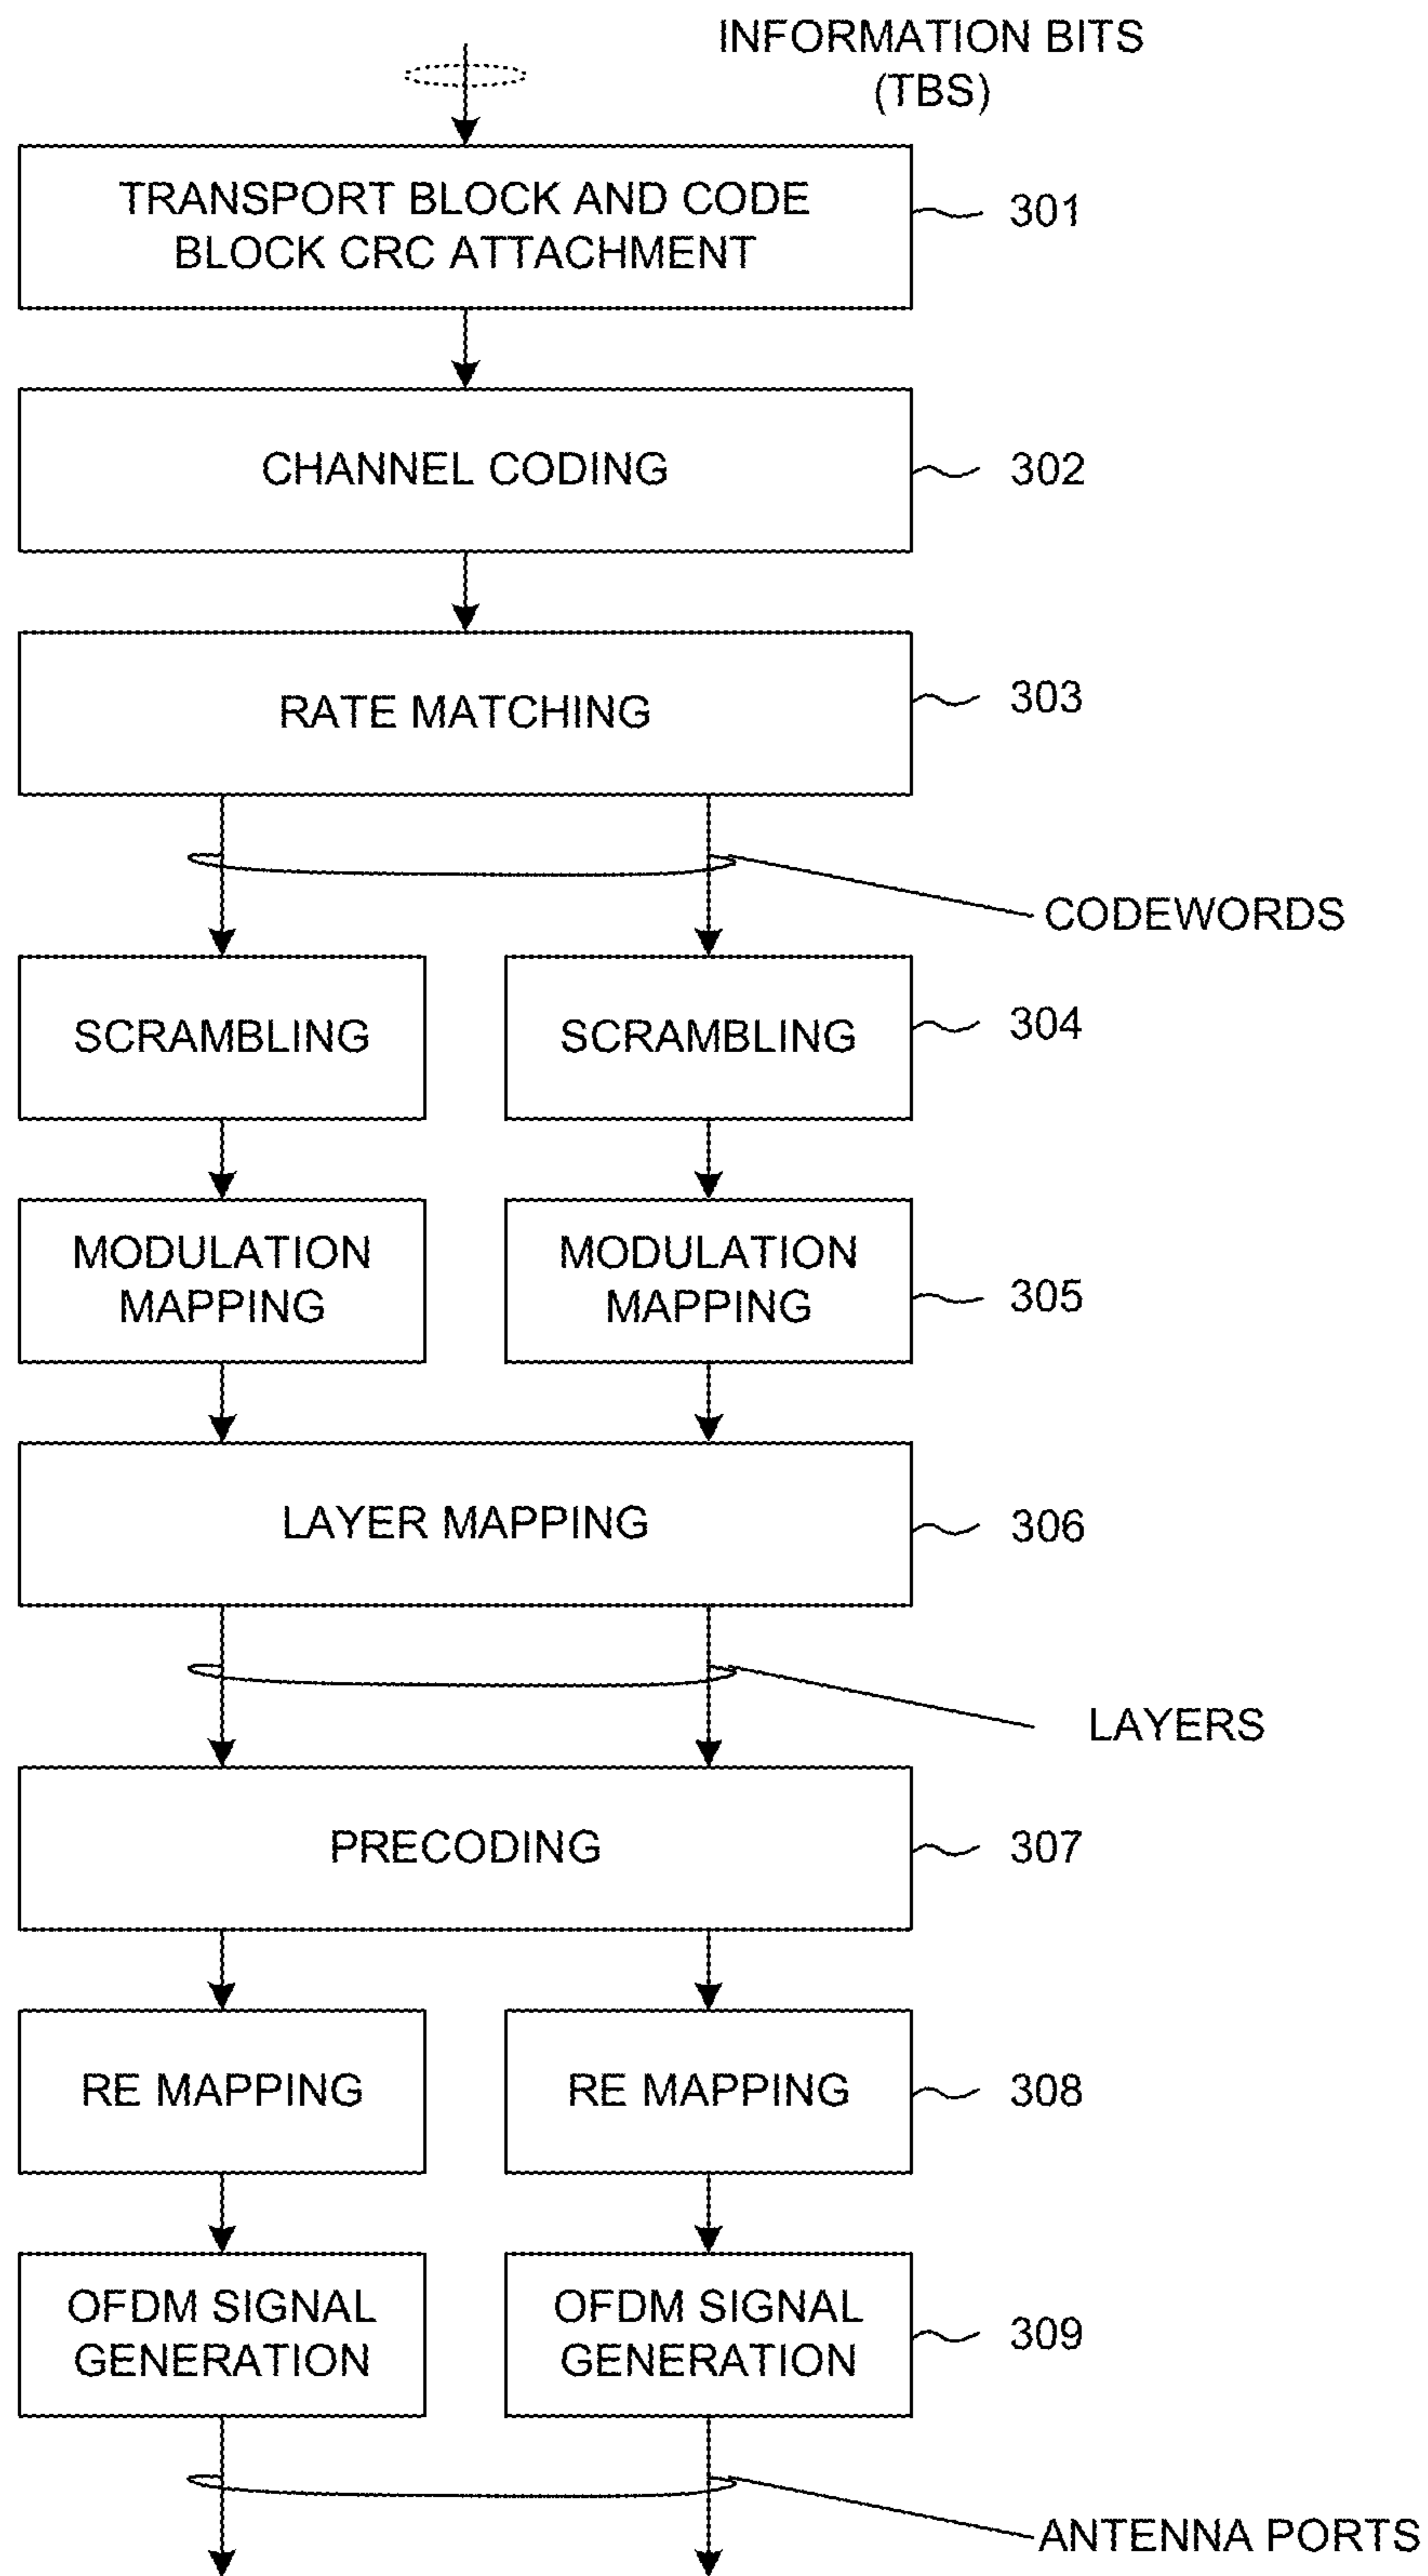 INFORMATION BITS
(TBS)
TRANSPORT BLOCK AND CODE
BLOCK CRC ATTACHMENT
301
CHANNEL CODING
302
RATE MATCHING
303
CODEWORDS
SCRAMBLING
SCRAMBLING
304
MODULATION
MAPPING
MODULATION
MAPPING
305
LAYER MAPPING
306
LAYERS
PRECODING
307
RE MAPPING
RE MAPPING
308
OFDM SIGNAL
GENERATION
OFDM SIGNAL
GENERATION
309
ANTENNA PORTS